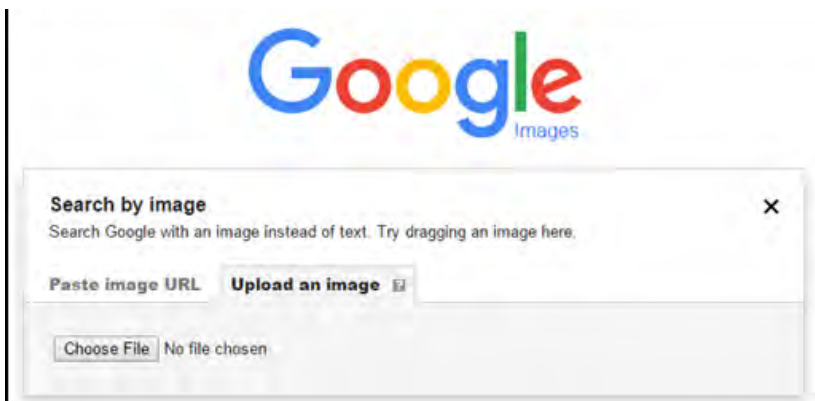 Google
Images
Search by image
Search Google with an image instead of text. Try dragging an image here.
Paste image URL Upload an image ?
Choose File No file chosen